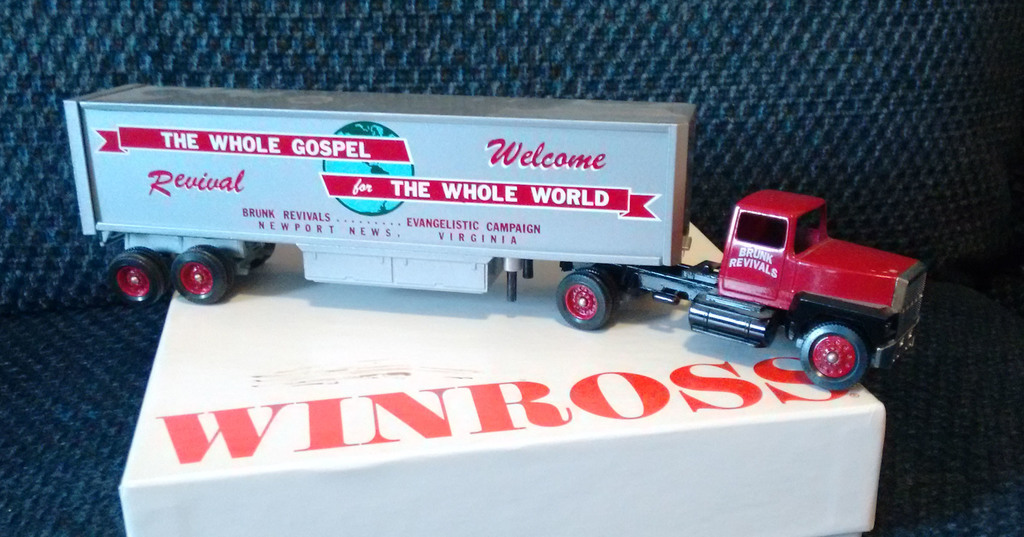 THE WHOLE GOSPEL
Welcome
Revival
for THE WHOLE WORLD
BRUNK REVIVALS ......... EVANGELISTIC CAMPAIGN
NEWPORT NEWS. VIRGINIA
BRUNK
REVIVALS
WINROSS®